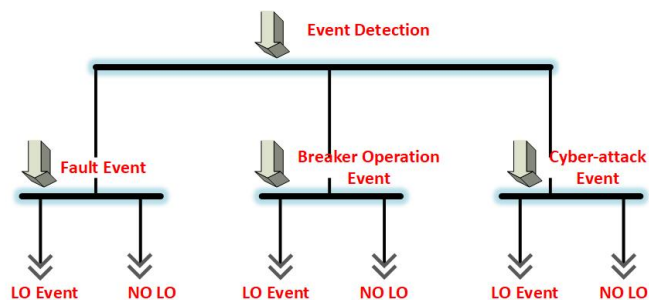 Event Detection
Fault Event
Breaker Operation
Event
Cyber-attack
Event
LO Event
NO LO
LO Event
NO LO
LO Event
NO LO